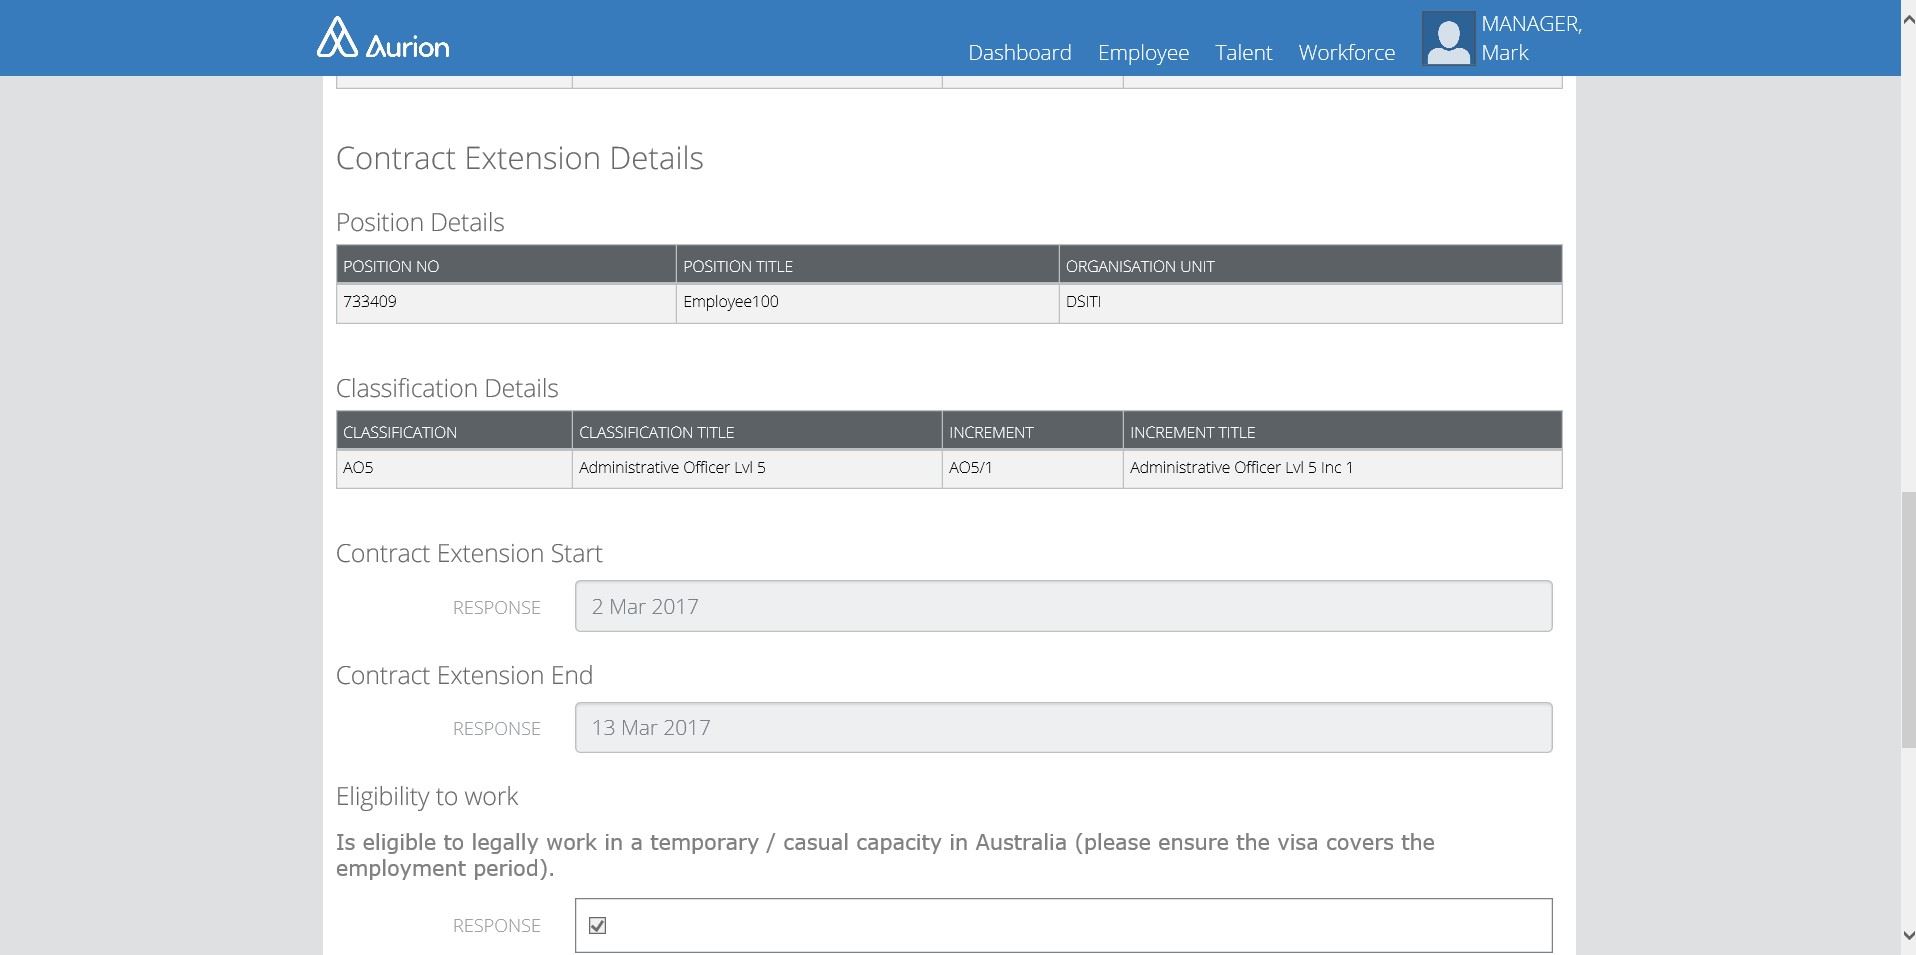 Aurion
Dashboard Employee Talent Workforce
MANAGER,
Mark
Contract Extension Details
Position Details
POSITION NO POSITION TITLE ORGANISATION UNIT
733409 Employee100 DSITI
Classification Details
CLASSIFICATION CLASSIFICATION TITLE INCREMENT INCREMENT TITLE
AO5 Administrative Officer Lvl 5 AO5/1 Administrative Officer Lvl 5 Inc 1
Contract Extension Start
RESPONSE 2 Mar 2017
Contract Extension End
RESPONSE 13 Mar 2017
Eligibility to work
Is eligible to legally work in a temporary / casual capacity in Australia (please ensure the visa covers the
employment period).
RESPONSE